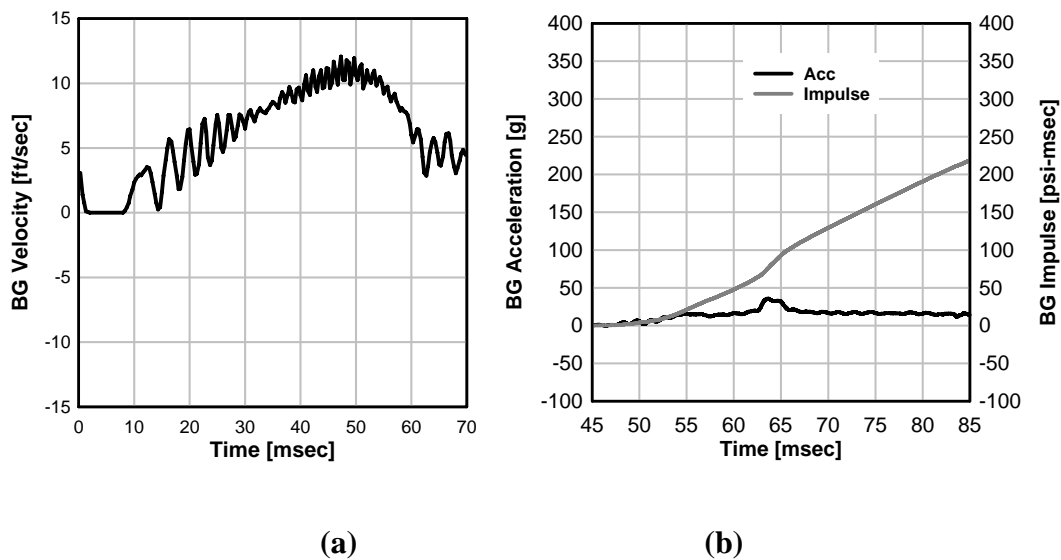 BG Velocity [ft/sec]
15
10
5
0
-5
-10
-15
0 10 20 30 40 50 60 70
Time [msec]
BG Acceleration [g]
400
350
300
250
200
150
100
50
0
-50
-100
Acc
Impulse
400
350
300
250
200
150
100
50
0
-50
-100
BG Impulse [psi-msec]
45 50 55 60 65 70 75 80 85
Time [msec]
(a) (b)